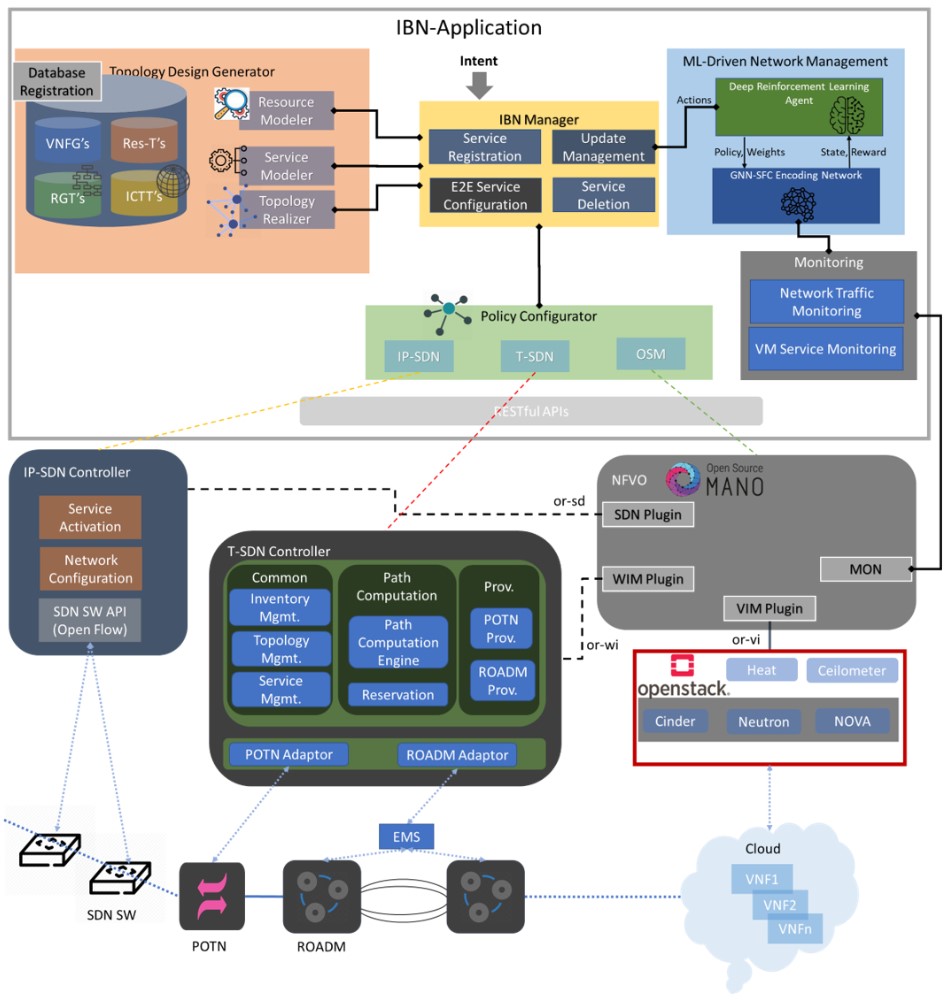 IBN-Application
Database
Registration
Topology Design Generator
VNFG's
Res-T's
RGT's
ICTT's
Resource
Modeler
Service
Modeler
Topology
Realizer
Intent
IBN Manager
Service
Registration
Update
Management
E2E Service
Configuration
Service
Deletion
ML-Driven Network Management
Deep Reinforcement Learning
Agent
Actions
Policy, Weights
State, Reward
GNN-SFC Encoding Network
Monitoring
Network Traffic
Monitoring
VM Service Monitoring
Policy Configurator
IP-SDN
T-SDN
OSM
RESTful APIs
IP-SDN Controller
Service
Activation
Network
Configuration
SDN SW API
(Open Flow)
or-sd
NFVO
Open Source
MANO
SDN Plugin
WIM Plugin
MON
VIM Plugin
or-wi
or-vi
T-SDN Controller
Common
Inventory
Mgmt.
Topology
Mgmt.
Service
Mgmt.
Path
Computation
Path
Computation
Engine
Reservation
Prov.
POTN
Prov.
ROADM
Prov.
POTN Adaptor
ROADM Adaptor
openstack.
Heat
Ceilometer
Cinder
Neutron
NOVA
EMS
SDN SW
POTN
ROADM
Cloud
VNF1
VNF2
VNFn